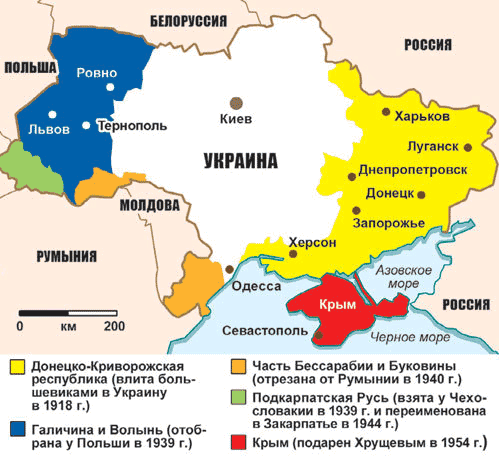 БЕЛОРУССИЯ
РОССИЯ
ПОЛЬША
Ровно
Львов
Тернополь
Киев
Харьков
УКРАИНА
Луганск
Днепропетровск
Донецк
МОЛДОВА
Запорожье
РУМЫНИЯ
Херсон
Одесса
Азовское
море
Крым
РОССИЯ
0 200
КМ
Севастополь
Черное море
Донецко-Криворожская
республика (влита боль-
шевиками в Украину
в 1918 г.)
Галичина и Волынь (отоб-
рана у Польши в 1939 г.)
Часть Бессарабии и Буковины
(отрезана от Румынии в 1940 г.)
Подкарпатская Русь (взята у Чехо-
словакии в 1939 г. и переименована
в Закарпатье в 1944 г.)
Крым (подарен Хрущевым в 1954 г.)